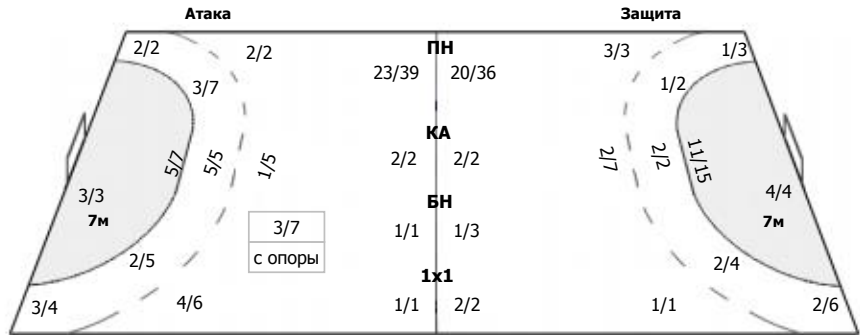 Атака Защита
2/2 2/2 ПН 3/3 1/3
3/7 23/39 20/36 1/2
КА
5/7 5/5 1/5 2/2 2/2 2/7 2/2 11/15
3/3 4/4
7м БН 7м
3/7 1/1 1/3
с опоры
2/5 2/4
1x1
3/4 4/6 1/1 2/2 1/1 2/6